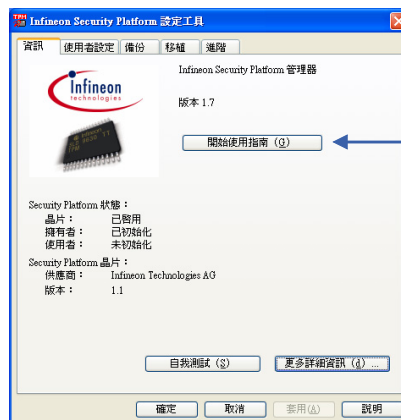 Infineon Security Platform 設定工具
資訊 使用者設定 備份 移植 進階
Infineon Security Platform 管理器
Infineon
technologies
版本 1.7
開始使用指南 (G)
Security Platform 狀態：
晶片： 已啓用
擁有者： 已初始化
使用者： 未初始化
Security Platform 晶片：
供應商： Infineon Technologies AG
版本： 1.1
自我測試 (S) 更多詳細資訊 (d) ...
確定 取消 套用(A) 說明